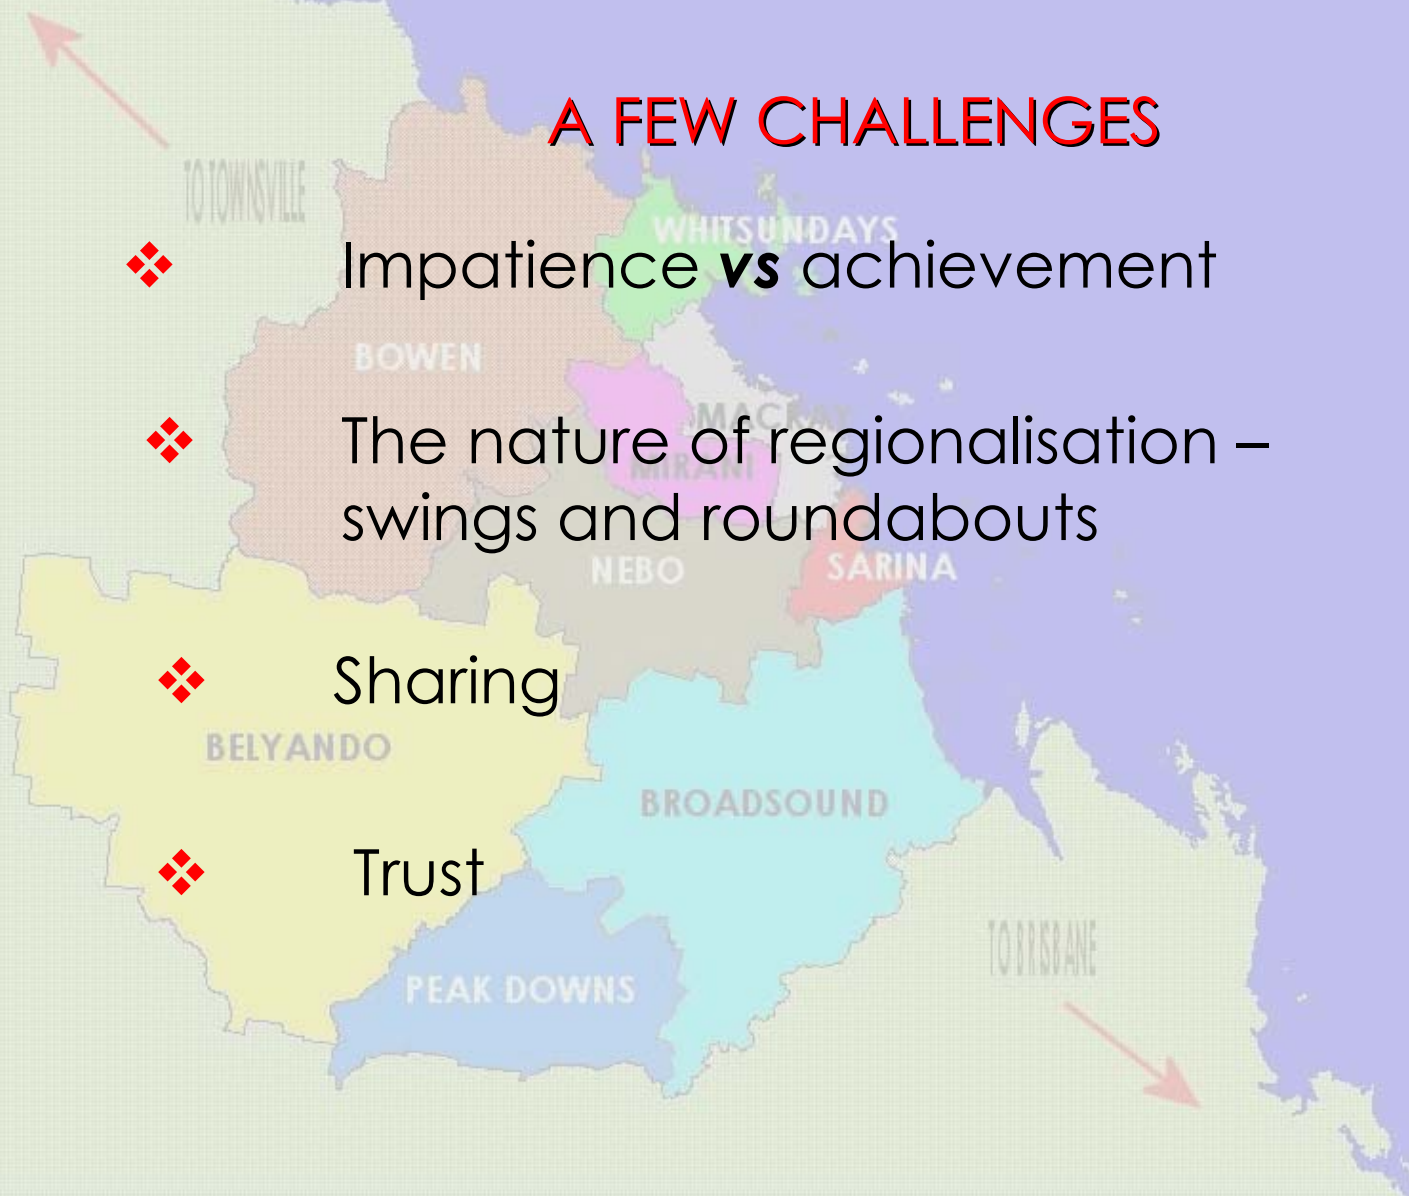 A FEW CHALLENGES
TO TOWNSVILLE
WHITSUNDAYS
❖ Impatience vs achievement
BOWEN
MACKAY
❖ The nature of regionalisation –
MIRANI
swings and roundabouts
NEBO
SARINA
❖ Sharing
BELYANDO
BROADSOUND
❖ Trust
TO BRISBANE
PEAK DOWNS